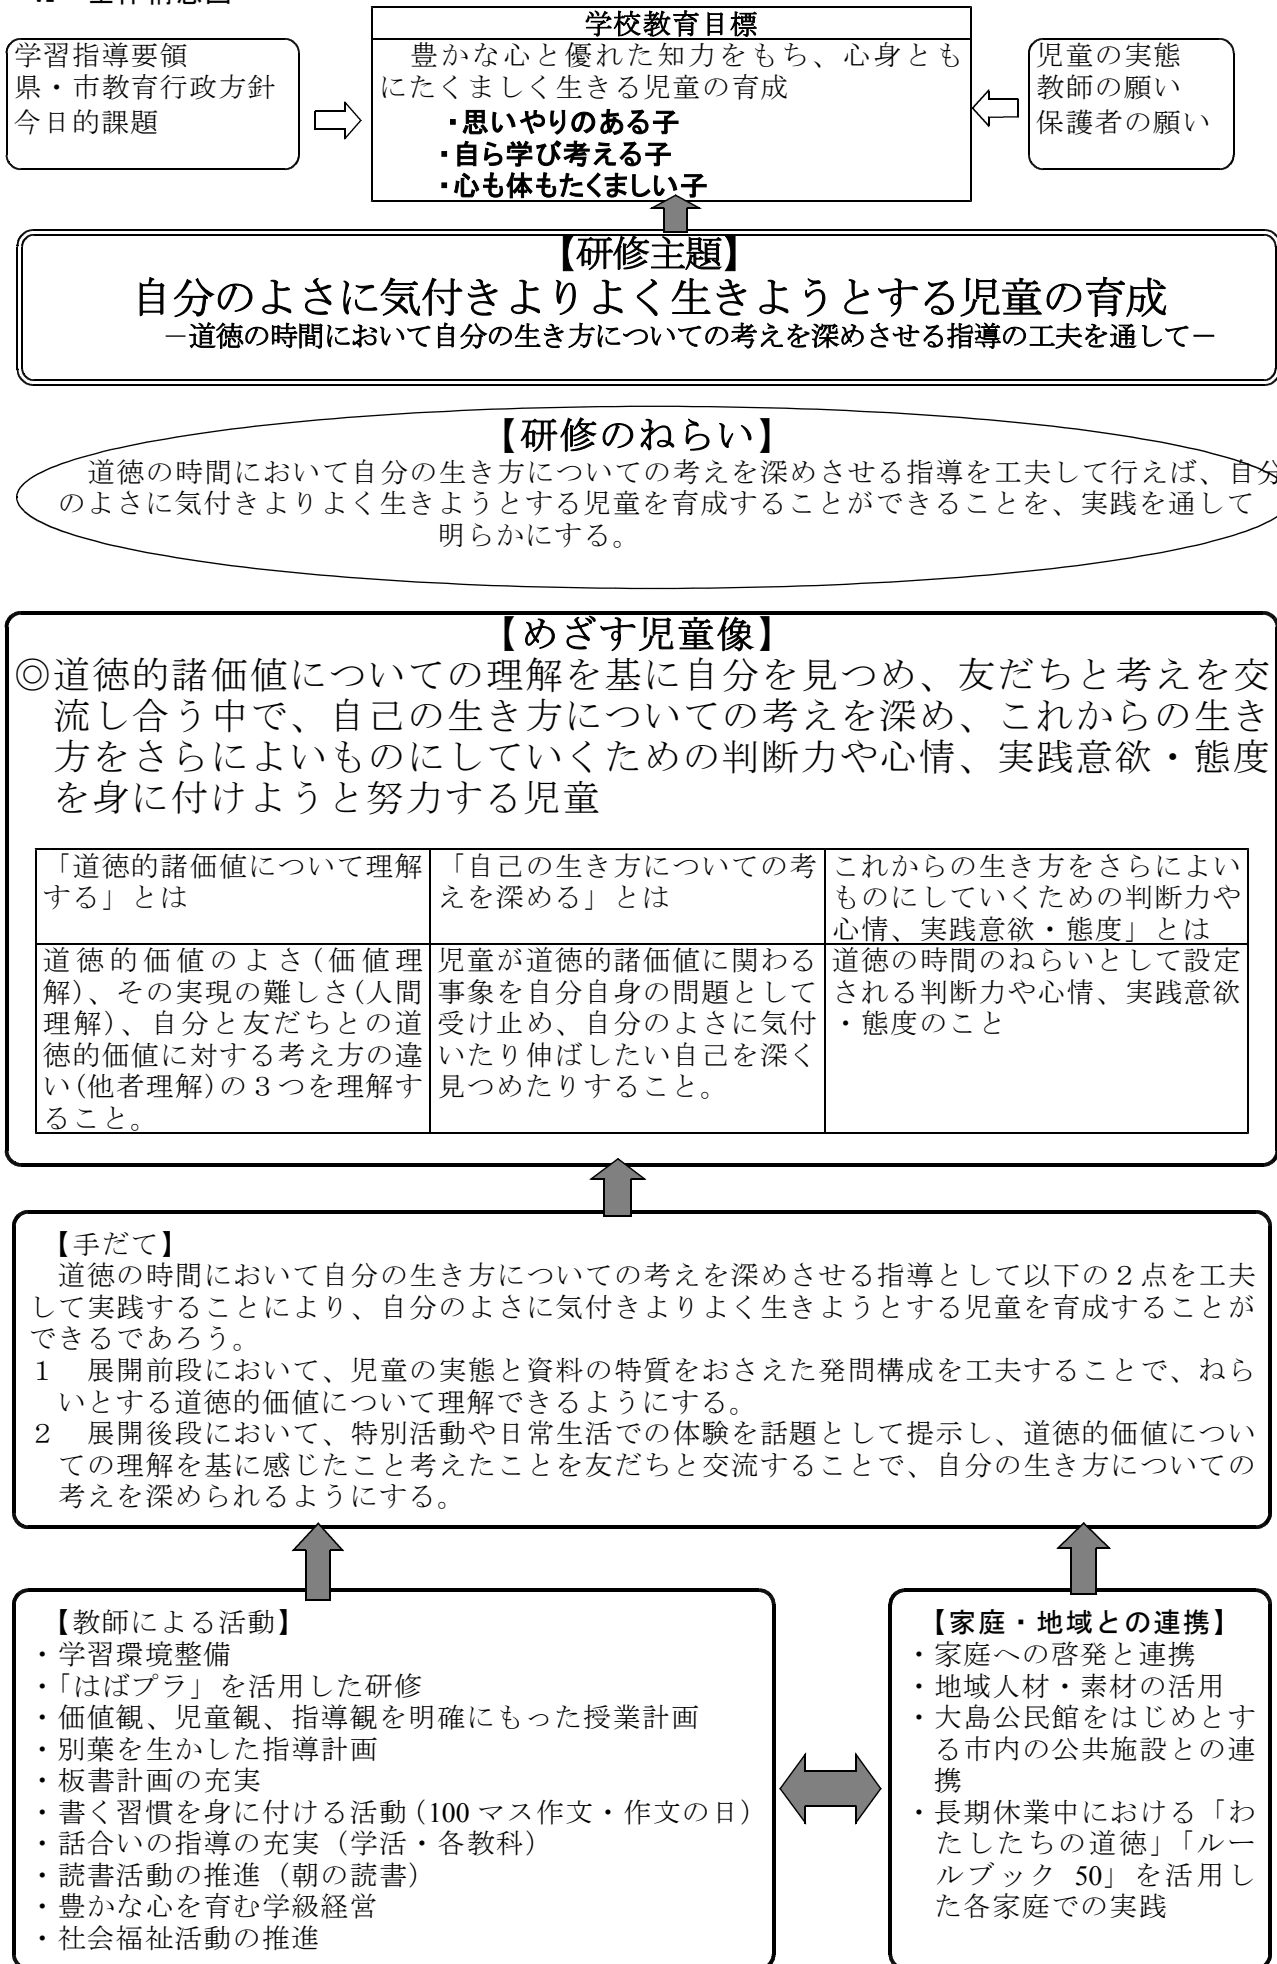 全体構想図
学校教育目標
豊かな心と優れた知力をもち、心身とも
にたくましく生きる児童の育成
・思いやりのある子
・自ら学び考える子
・心も体もたくましい子
学習指導要領
県・市教育行政方針
今日的課題
児童の実態
教師の願い
保護者の願い
【研修主題】
自分のよさに気付きよりよく生きようとする児童の育成
－道徳の時間において自分の生き方についての考えを深めさせる指導の工夫を通して－
【研修のねらい】
道徳の時間において自分の生き方についての考えを深めさせる指導を工夫して行えば、自分
のよさに気付きよりよく生きようとする児童を育成することができることを、実践を通して
明らかにする。
【めざす児童像】
◎道徳的諸価値についての理解を基に自分を見つめ、友だちと考えを交
流し合う中で、自己の生き方についての考えを深め、これからの生き
方をさらによいものにしていくための判断力や心情、実践意欲・態度
を身に付けようと努力する児童
「道徳的諸価値について理解
する」とは
「自己の生き方についての考
えを深める」とは
これからの生き方をさらによい
ものにしていくための判断力や
心情、実践意欲・態度」とは
道徳的価値のよさ(価値理
解)、その実現の難しさ(人間
理解)、自分と友だちとの道
徳的価値に対する考え方の違
い(他者理解)の３つを理解す
ること。
児童が道徳的諸価値に関わる
事象を自分自身の問題として
受け止め、自分のよさに気付
いたり伸ばしたい自己を深く
見つめたりすること。
道徳の時間のねらいとして設定
される判断力や心情、実践意欲
・態度のこと
【手だて】
道徳の時間において自分の生き方についての考えを深めさせる指導として以下の２点を工夫
して実践することにより、自分のよさに気付きよりよく生きようとする児童を育成することが
できるであろう。
１　展開前段において、児童の実態と資料の特質をおさえた発問構成を工夫することで、ねら
いとする道徳的価値について理解できるようにする。
２　展開後段において、特別活動や日常生活での体験を話題として提示し、道徳的価値につい
ての理解を基に感じたこと考えたことを友だちと交流することで、自分の生き方についての
考えを深められるようにする。
【教師による活動】
・学習環境整備
・「はばプラ」を活用した研修
・価値観、児童観、指導観を明確にもった授業計画
・別葉を生かした指導計画
・板書計画の充実
・書く習慣を身に付ける活動（100マス作文・作文の日）
・話合いの指導の充実（学活・各教科）
・読書活動の推進（朝の読書）
・豊かな心を育む学級経営
・社会福祉活動の推進
【家庭・地域との連携】
・家庭への啓発と連携
・地域人材・素材の活用
・大島公民館をはじめとす
る市内の公共施設との連
携
・長期休業中における「わ
たしたちの道徳」「ルー
ルブック 50」を活用し
た各家庭での実践